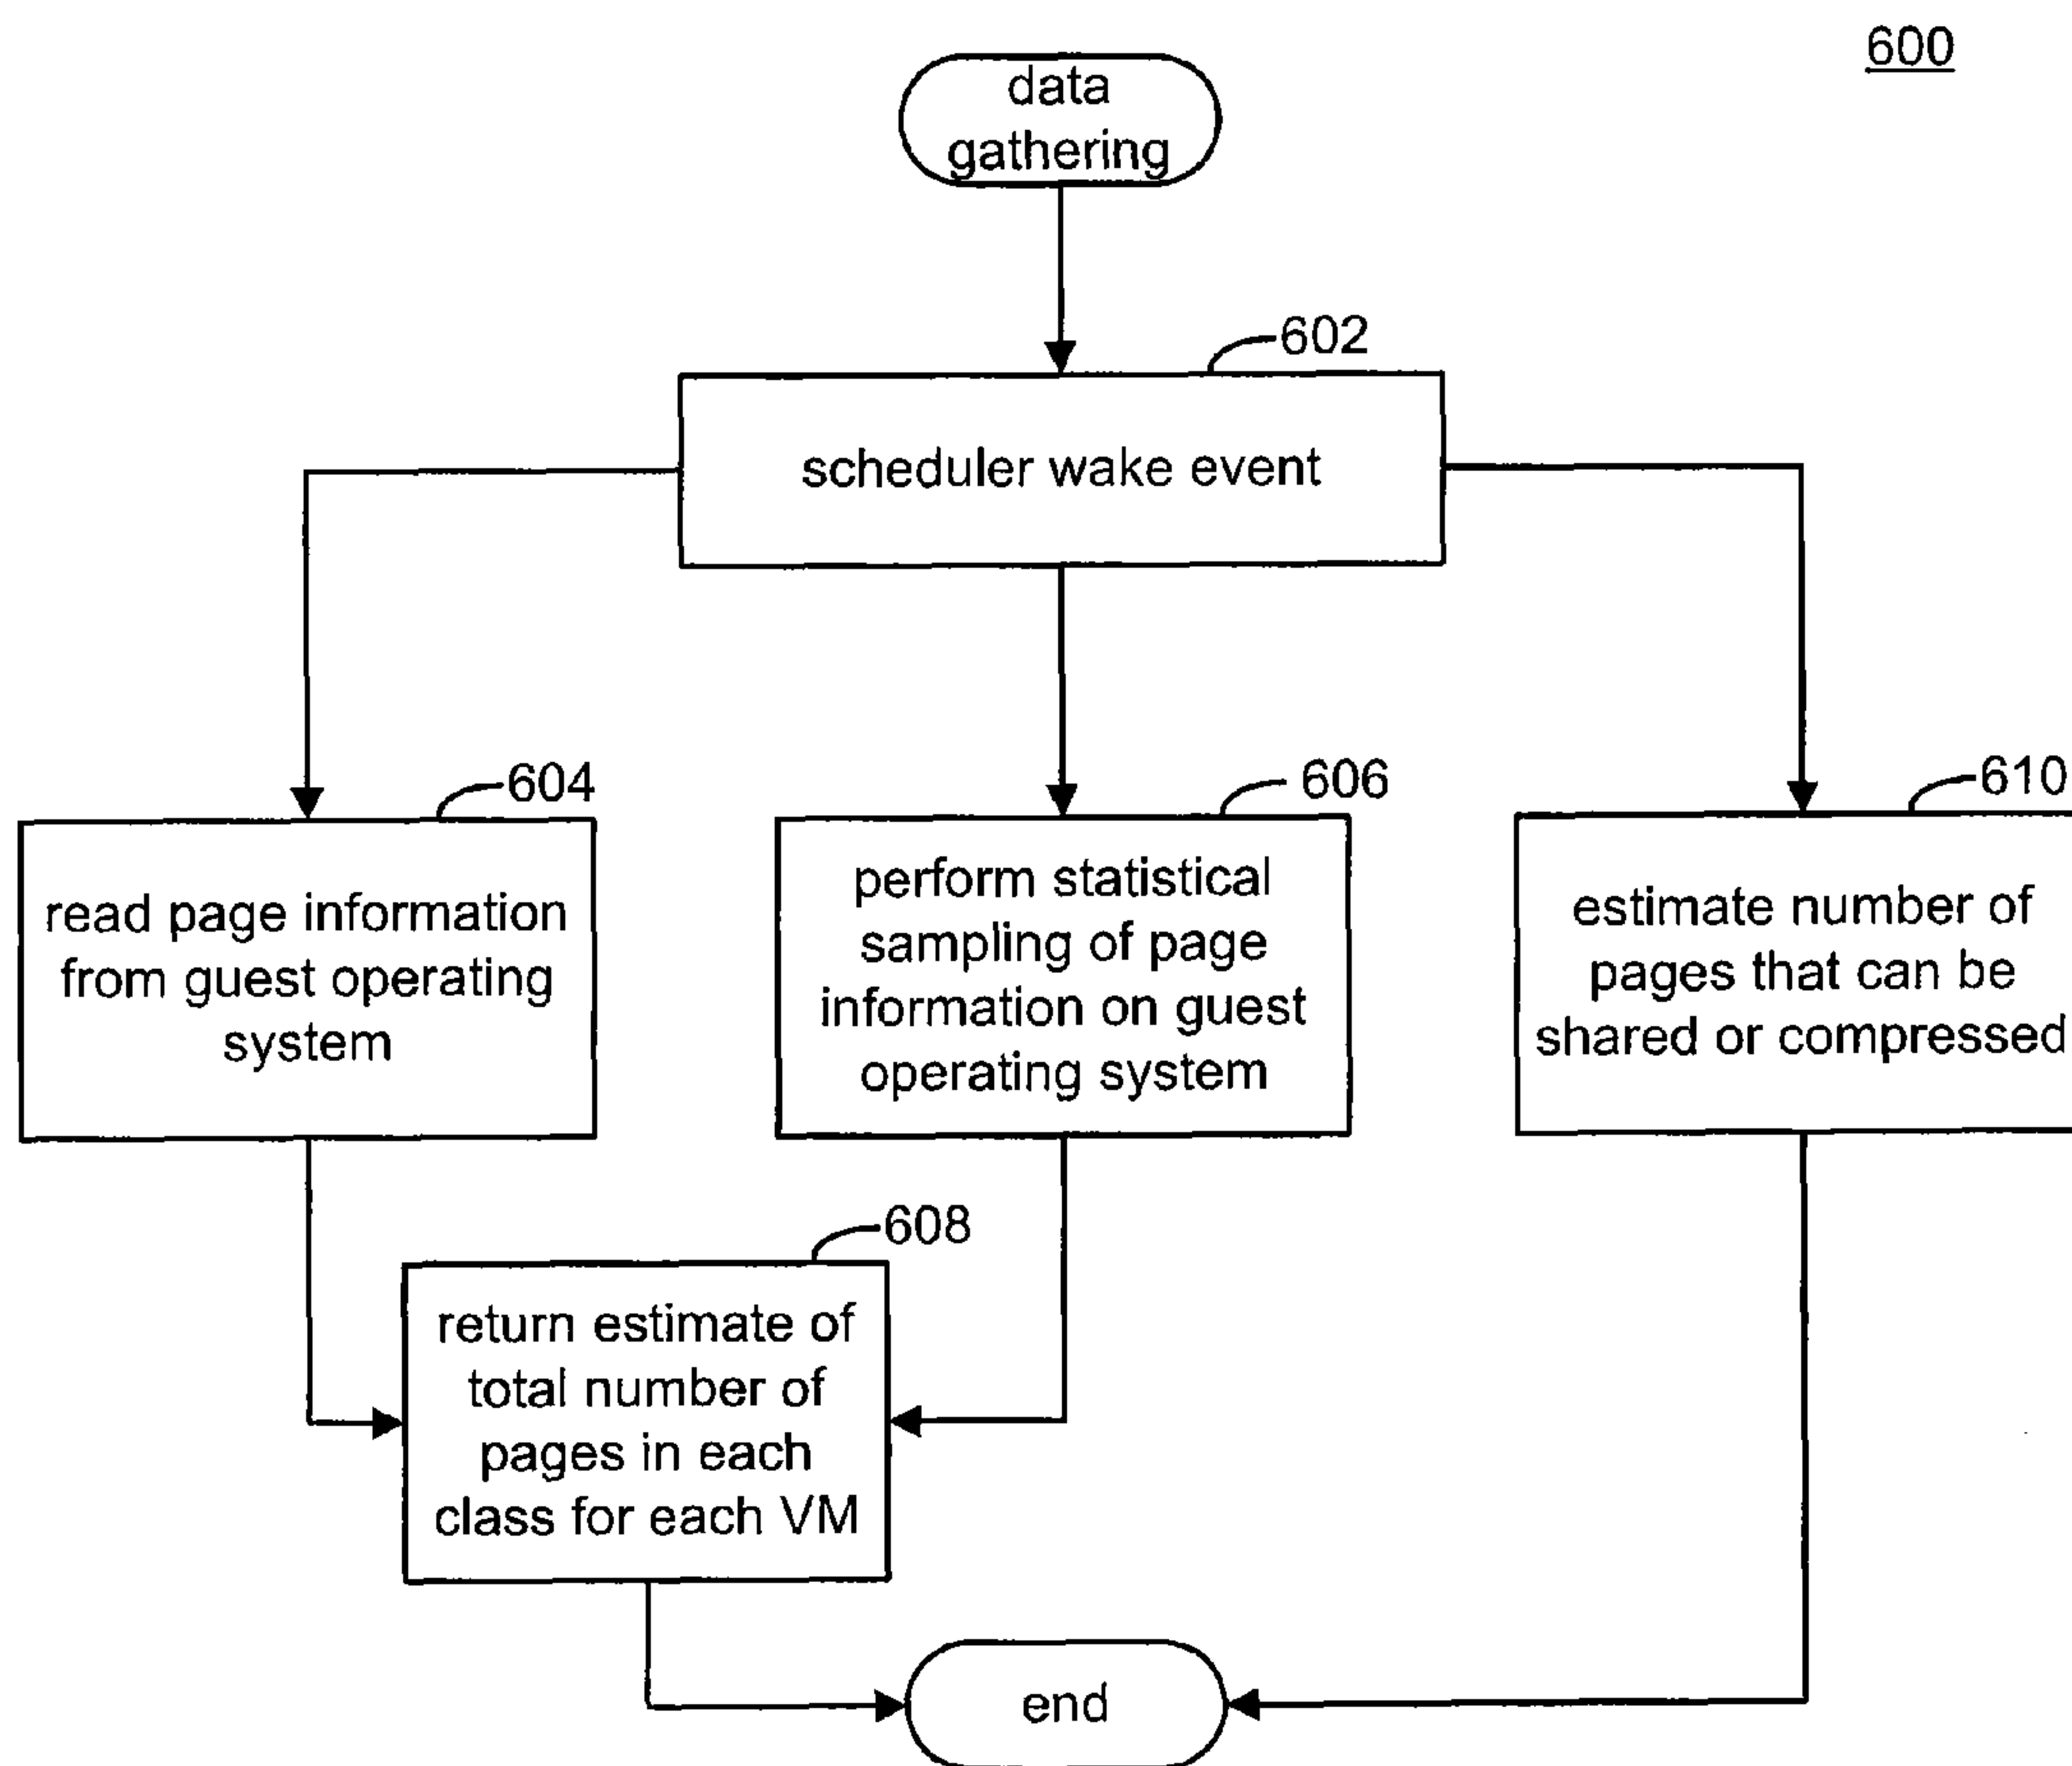 600
data
gathering
602
scheduler wake event
604
read page information
from guest operating
system
606
perform statistical
sampling of page
information on guest
operating system
610
estimate number of
pages that can be
shared or compressed
608
return estimate of
total number of
pages in each
class for each VM
end